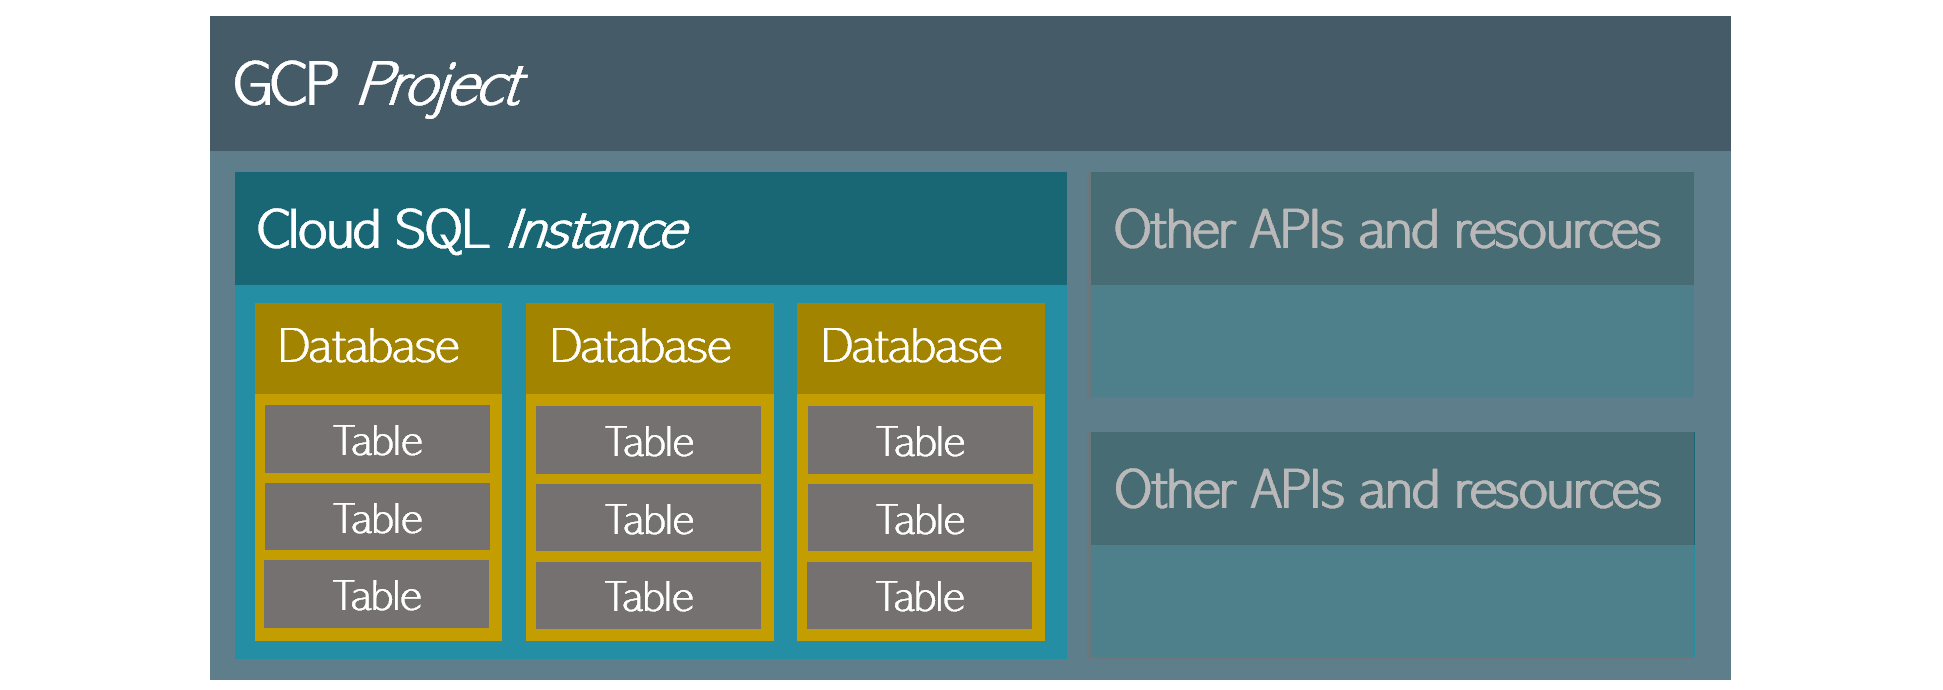 GCP Project
Cloud SQL Instance
Database
Table
Table
Table
Database
Table
Table
Table
Database
Table
Table
Table
Other APIs and resources
Other APIs and resources